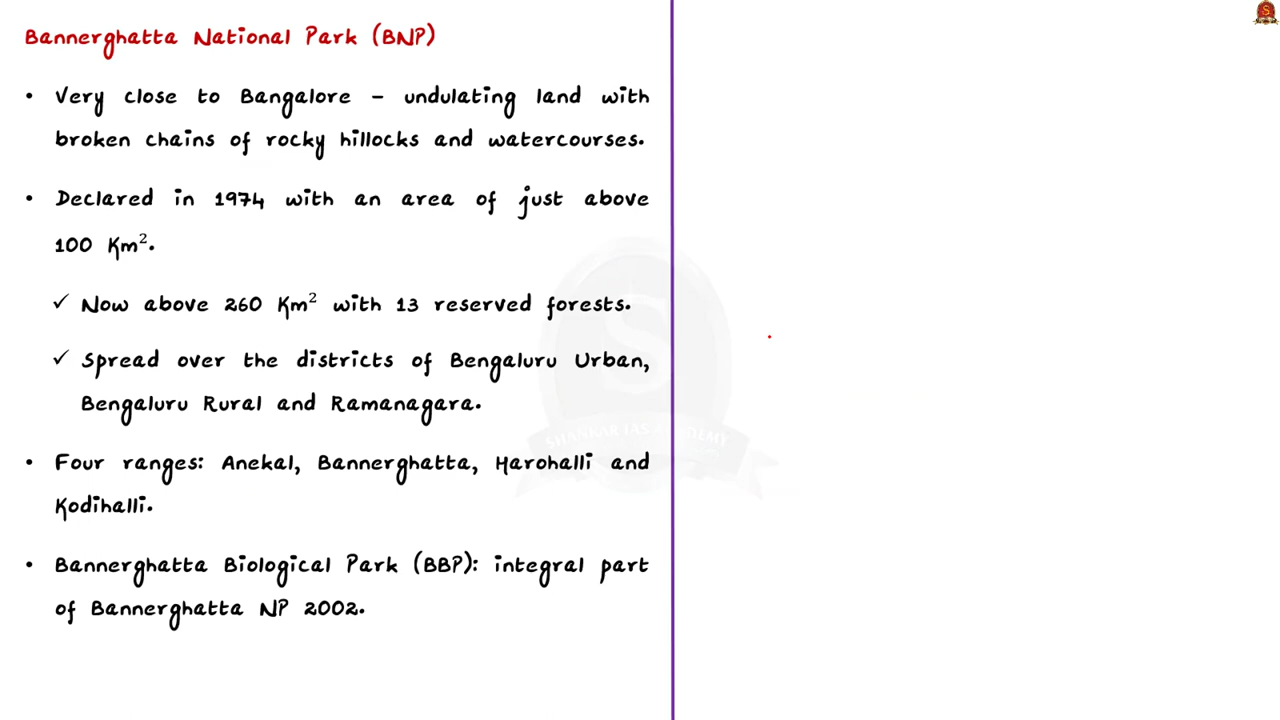 Bannerghatta National Park (BNP)
• Very close to Bangalore – undulating land with
broken chains of rocky hillocks and watercourses.
• Declared in 1974 with an area of just above
100 Km².
✓ Now above 260 Km² with 13 reserved forests.
✓ Spread over the districts of Bengaluru Urban,
Bengaluru Rural and Ramanagara.
• Four ranges: Anekal, Bannerghatta, Harohalli and
Kodihalli.
• Bannerghatta Biological Park (BBP): integral part
of Bannerghatta NP 2002.
SHANKAR IAS ACADEMY